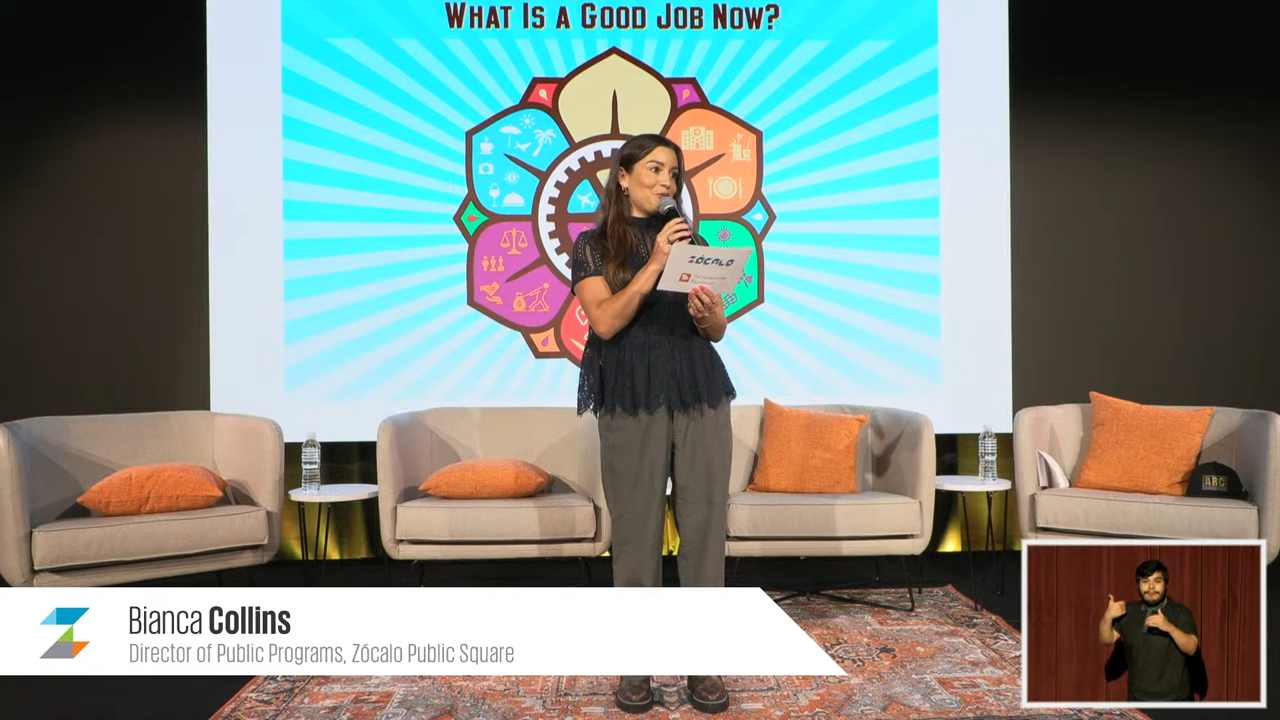 WHAT IS A GOOD JOB NOW?
ZÓCALO
ARC
Bianca Collins
Director of Public Programs, Zócalo Public Square